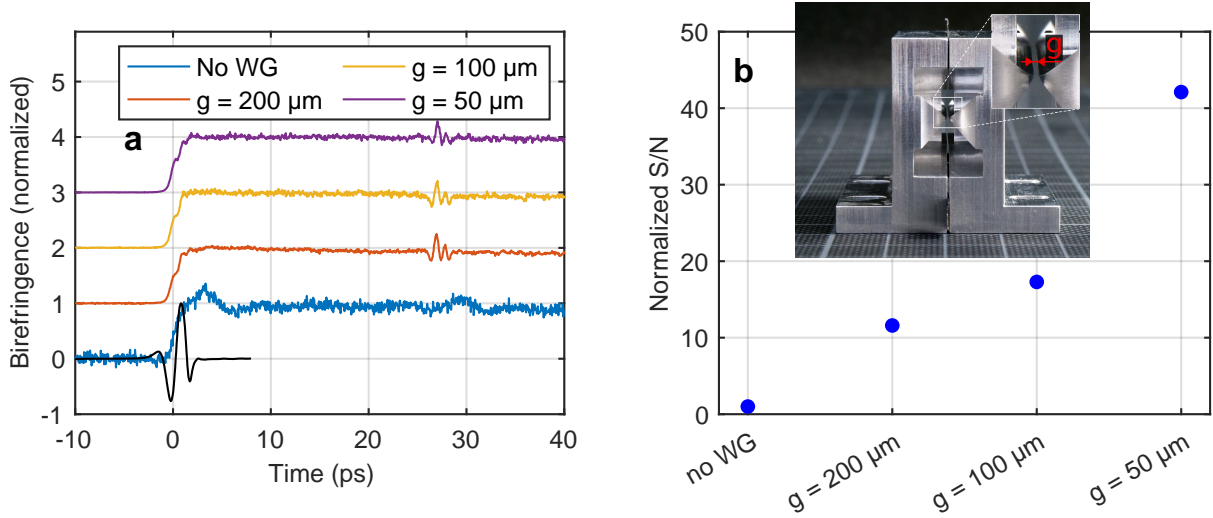 a
No WG
g = 200 µm
g = 100 µm
g = 50 µm
Birefringence (normalized)
5
4
3
2
1
0
-1
-10
0
10
20
30
40
Time (ps)
b
g
Normalized S/N
50
40
30
20
10
0
no WG
g = 200 µm
g = 100 µm
g = 50 µm